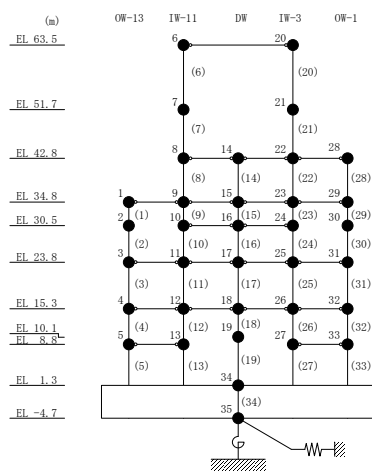 (m) OW-13 IW-11 DW IW-3 OW-1
EL 63.5 6 20
(6) (20)
EL 51.7 7 21
(7) (21)
EL 42.8 8 14 22 28
(8) (14) (22) (28)
EL 34.8 1 9 15 23 29
(1) (9) (15) (23) (29)
EL 30.5 2 10 16 24 30
(2) (10) (16) (24) (30)
EL 23.8 3 11 17 25 31
(3) (11) (17) (25) (31)
EL 15.3 4 12 18 26 32
(4) (12) (18) (26) (32)
EL 10.1 19
EL 8.8 5 13 27 33
(5) (13) (19) (27) (33)
EL 1.3 34
(34)
EL -4.7 35